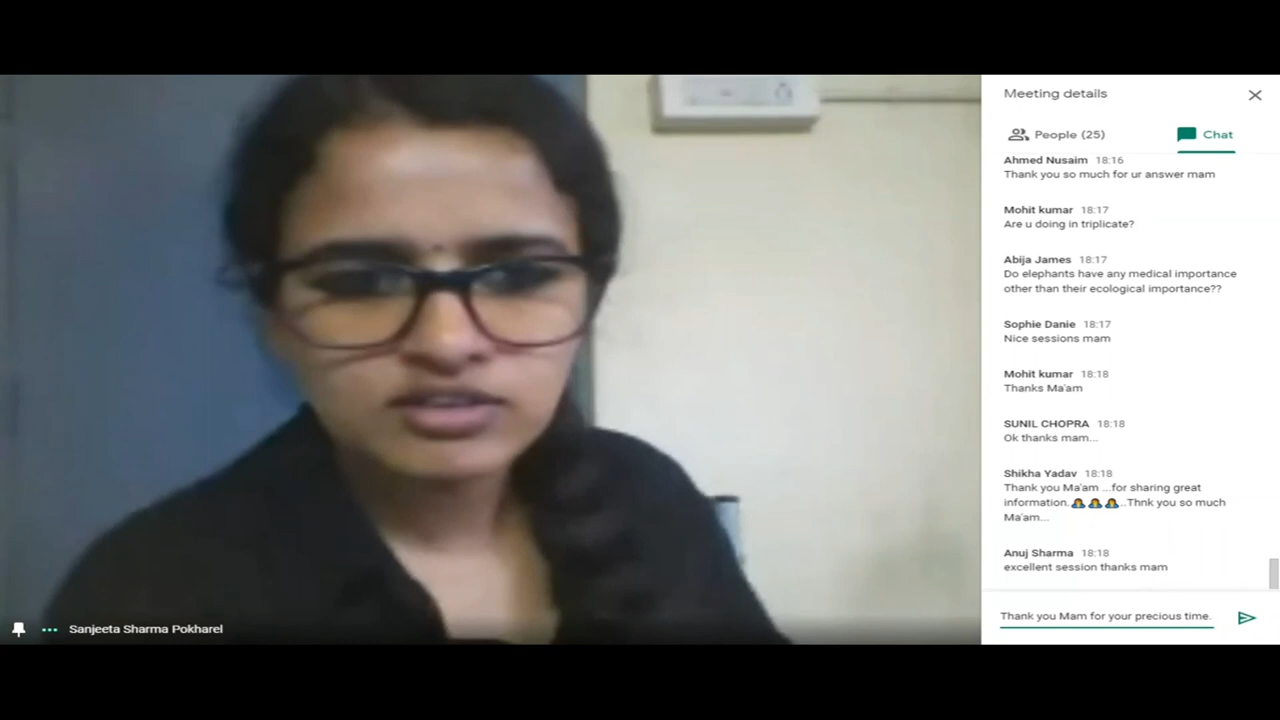 Meeting details
People (25)
Chat
Ahmed Nusaim 18:16
Thank you so much for ur answer mam
Mohit kumar 18:17
Are u doing in triplicate?
Abija James 18:17
Do elephants have any medical importance
other than their ecological importance??
Sophie Danie 18:17
Nice sessions mam
Mohit kumar 18:18
Thanks Ma'am
SUNIL CHOPRA 18:18
Ok thanks mam...
Shikha Yadav 18:18
Thank you Ma'am ...for sharing great
information.🙇‍♀️🙇‍♀️🙇‍♀️..Thnk you so much
Ma'am...
Anuj Sharma 18:18
excellent session thanks mam
Thank you Mam for your precious time.
Sanjeeta Sharma Pokharel